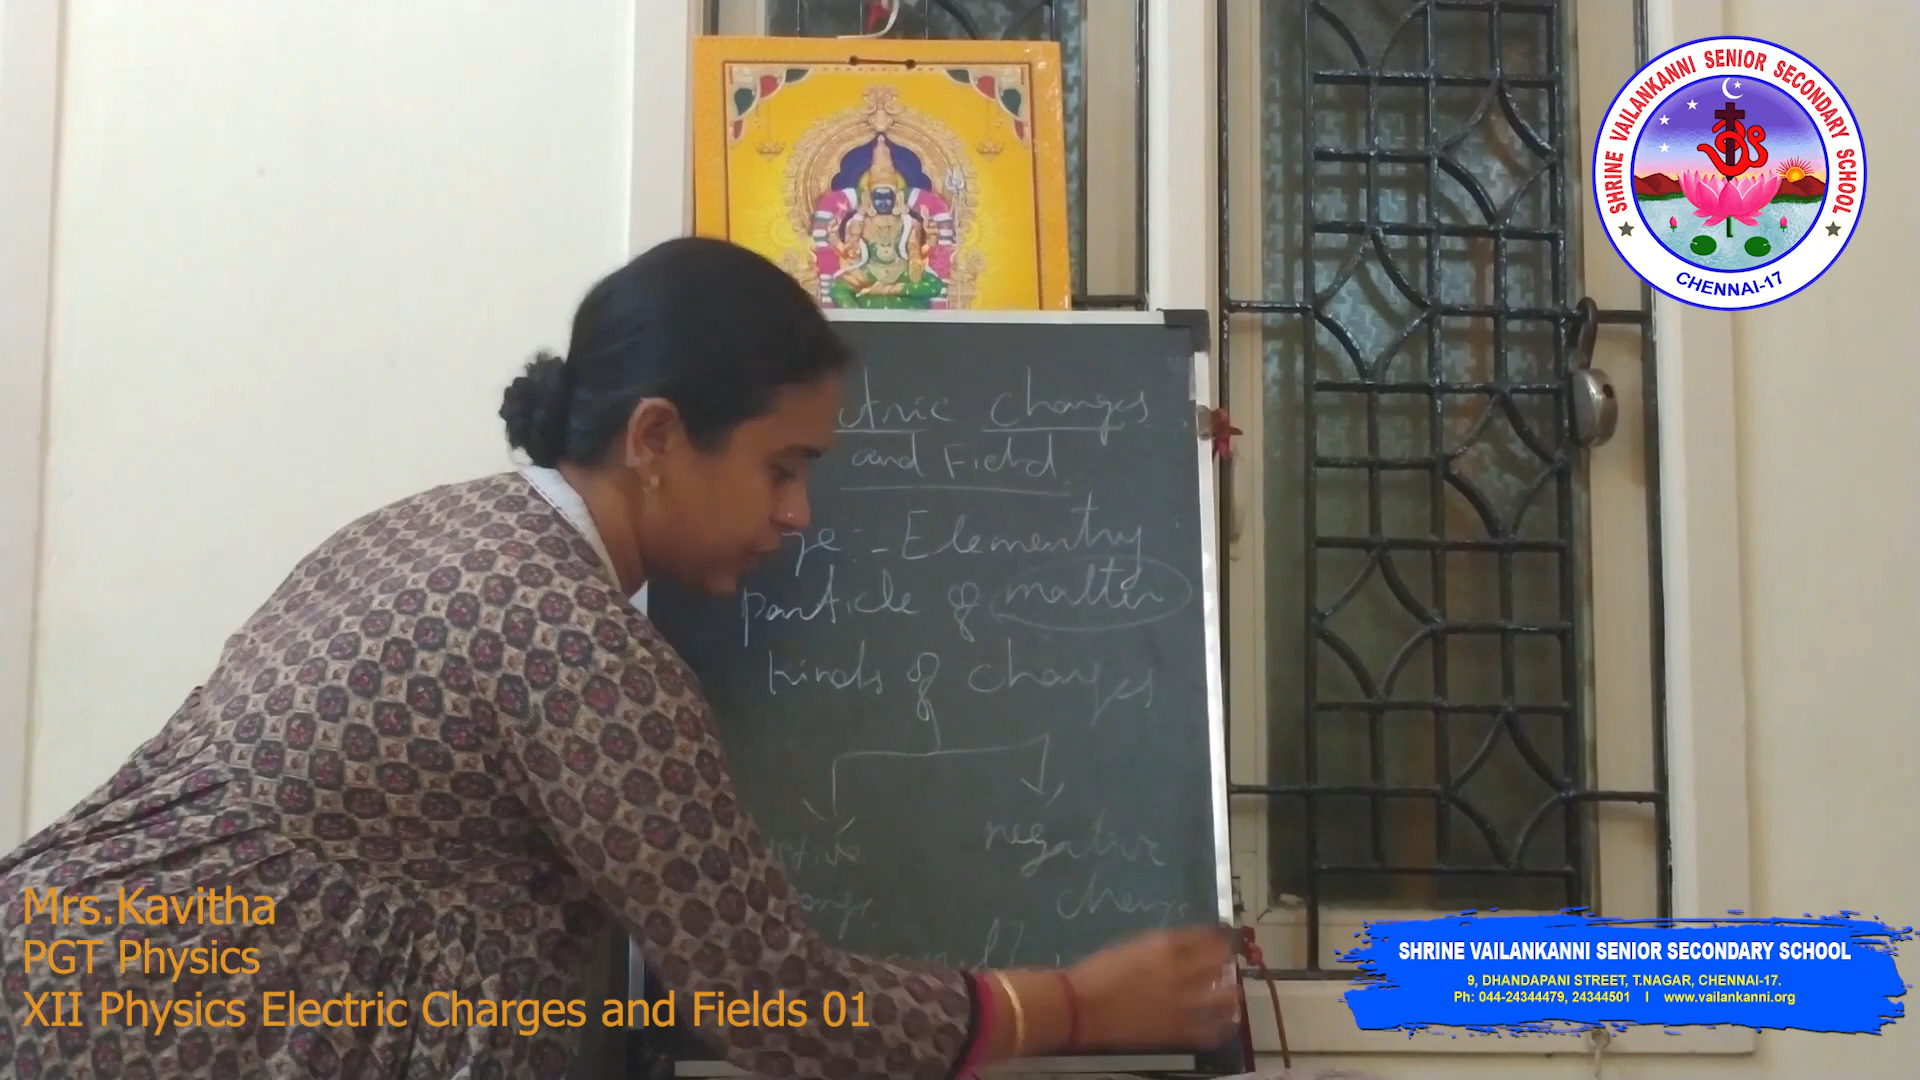 SHRINE VAILANKANNI SENIOR SECONDARY SCHOOL
CHENNAI-17
ctric charges
and Field
ge :- Elementry
particle of matter
kinds of charges
negative
charge
Mrs.Kavitha
PGT Physics
XII Physics Electric Charges and Fields 01
SHRINE VAILANKANNI SENIOR SECONDARY SCHOOL
9, DHANDAPANI STREET, T.NAGAR, CHENNAI-17.
Ph: 044-24344479, 24344501 I www.vailankanni.org